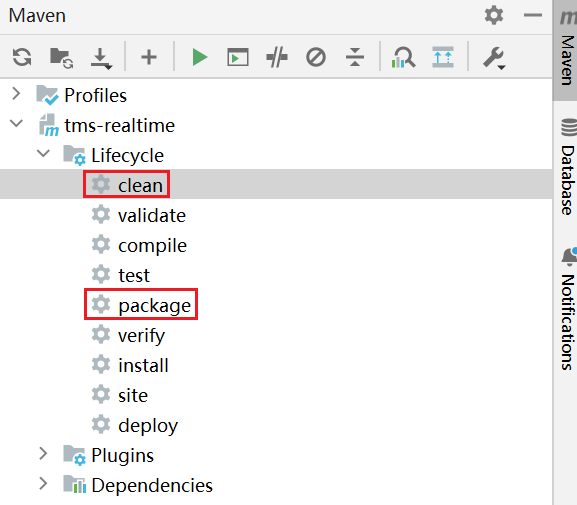 Maven
Profiles
tms-realtime
Lifecycle
clean
validate
compile
test
package
verify
install
site
deploy
Plugins
Dependencies
m
Maven
Database
Notifications